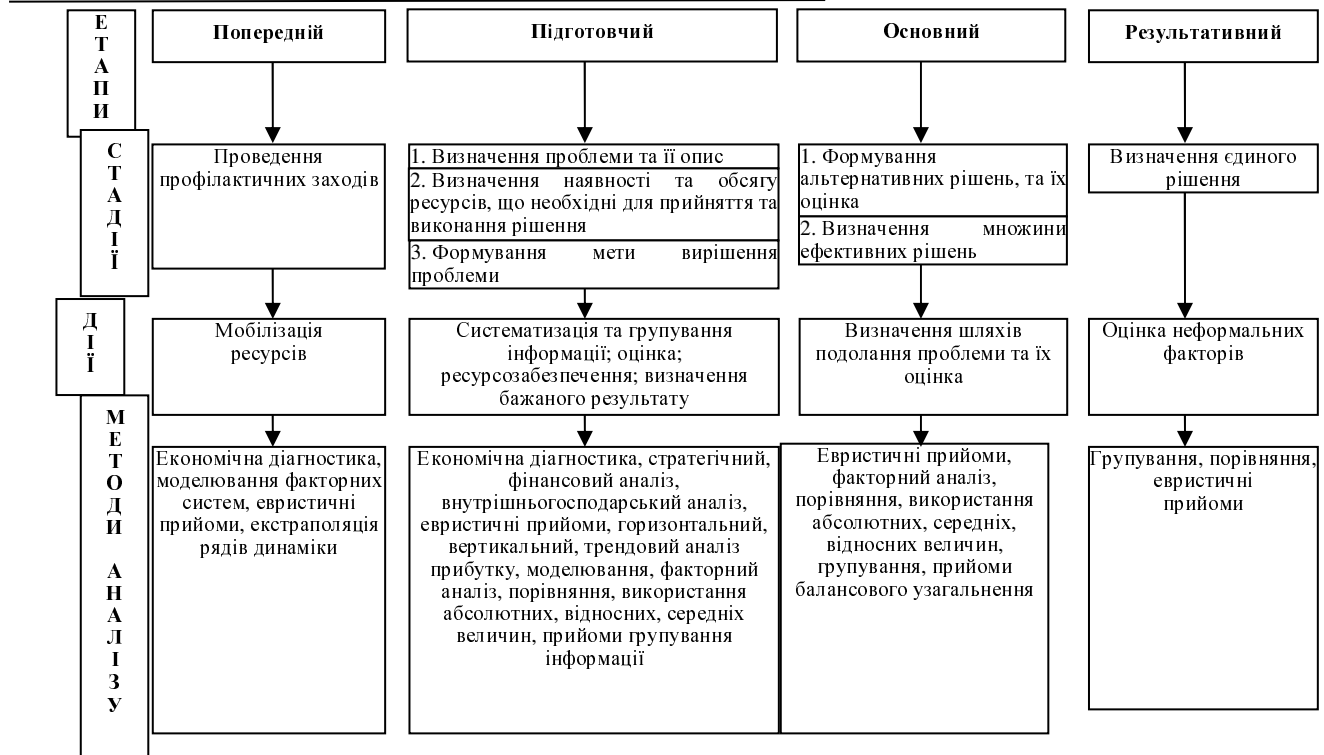 ЕТАПИ
Попередній
Підготовчий
Основний
Результативний
СТАДІЇ
Проведення
профілактичних заходів
1. Визначення проблеми та її опис
2. Визначення наявності та обсягу
ресурсів, що необхідні для прийняття та
виконання рішення
3. Формування мети вирішення
проблеми
1. Формування
альтернативних рішень, та їх
оцінка
2. Визначення множини
ефективних рішень
Визначення єдиного
рішення
ДІЇ
Мобілізація
ресурсів
Систематизація та групування
інформації; оцінка;
ресурсозабезпечення; визначення
бажаного результату
Визначення шляхів
подолання проблеми та їх
оцінка
Оцінка неформальних
факторів
МЕТОДИ АНАЛІЗУ
Економічна діагностика,
моделювання факторних
систем, евристичні
прийоми, екстраполяція
рядів динаміки
Економічна діагностика, стратегічний,
фінансовий аналіз,
внутрішньогосподарський аналіз,
евристичні прийоми, горизонтальний,
вертикальний, трендовий аналіз
прибутку, моделювання, факторний
аналіз, порівняння, використання
абсолютних, відносних, середніх
величин, прийоми групування
інформації
Евристичні прийоми,
факторний аналіз,
порівняння, використання
абсолютних, середніх,
відносних величин,
групування, прийоми
балансового узагальнення
Групування, порівняння,
евристичні
прийоми